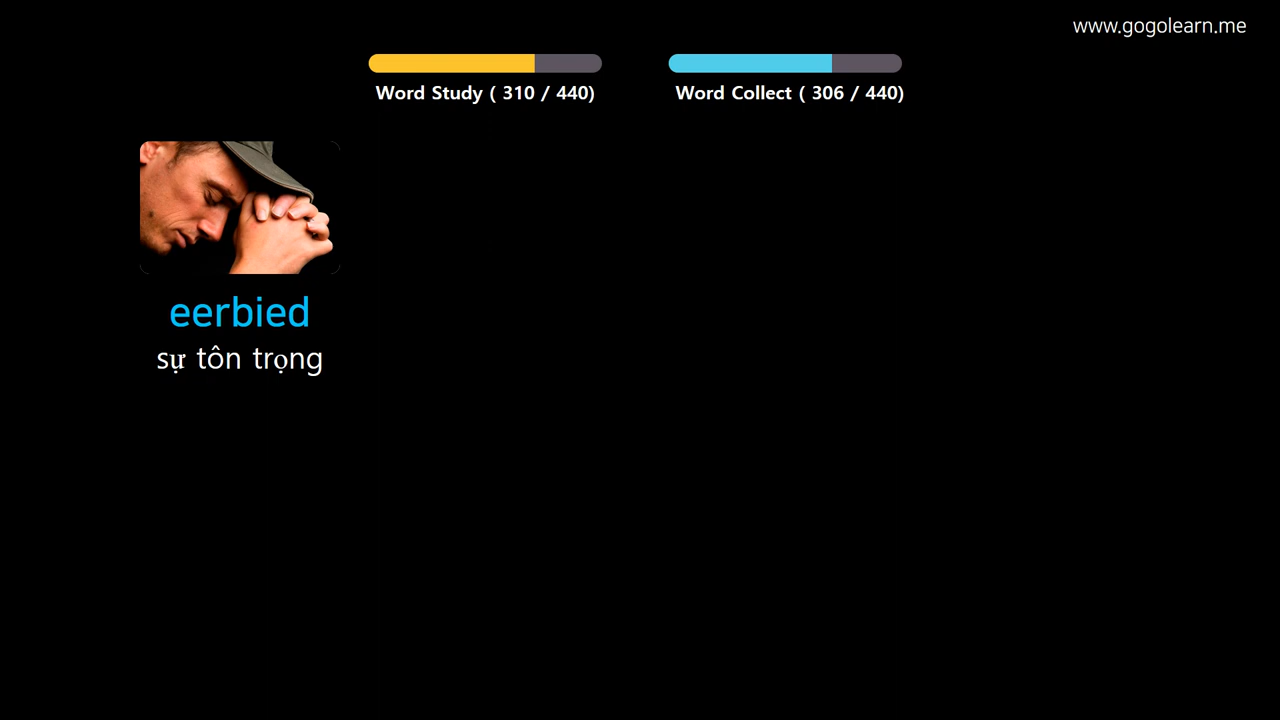 www.gogolearn.me
Word Study ( 310 / 440)
Word Collect ( 306 / 440)
eerbied
sự tôn trọng